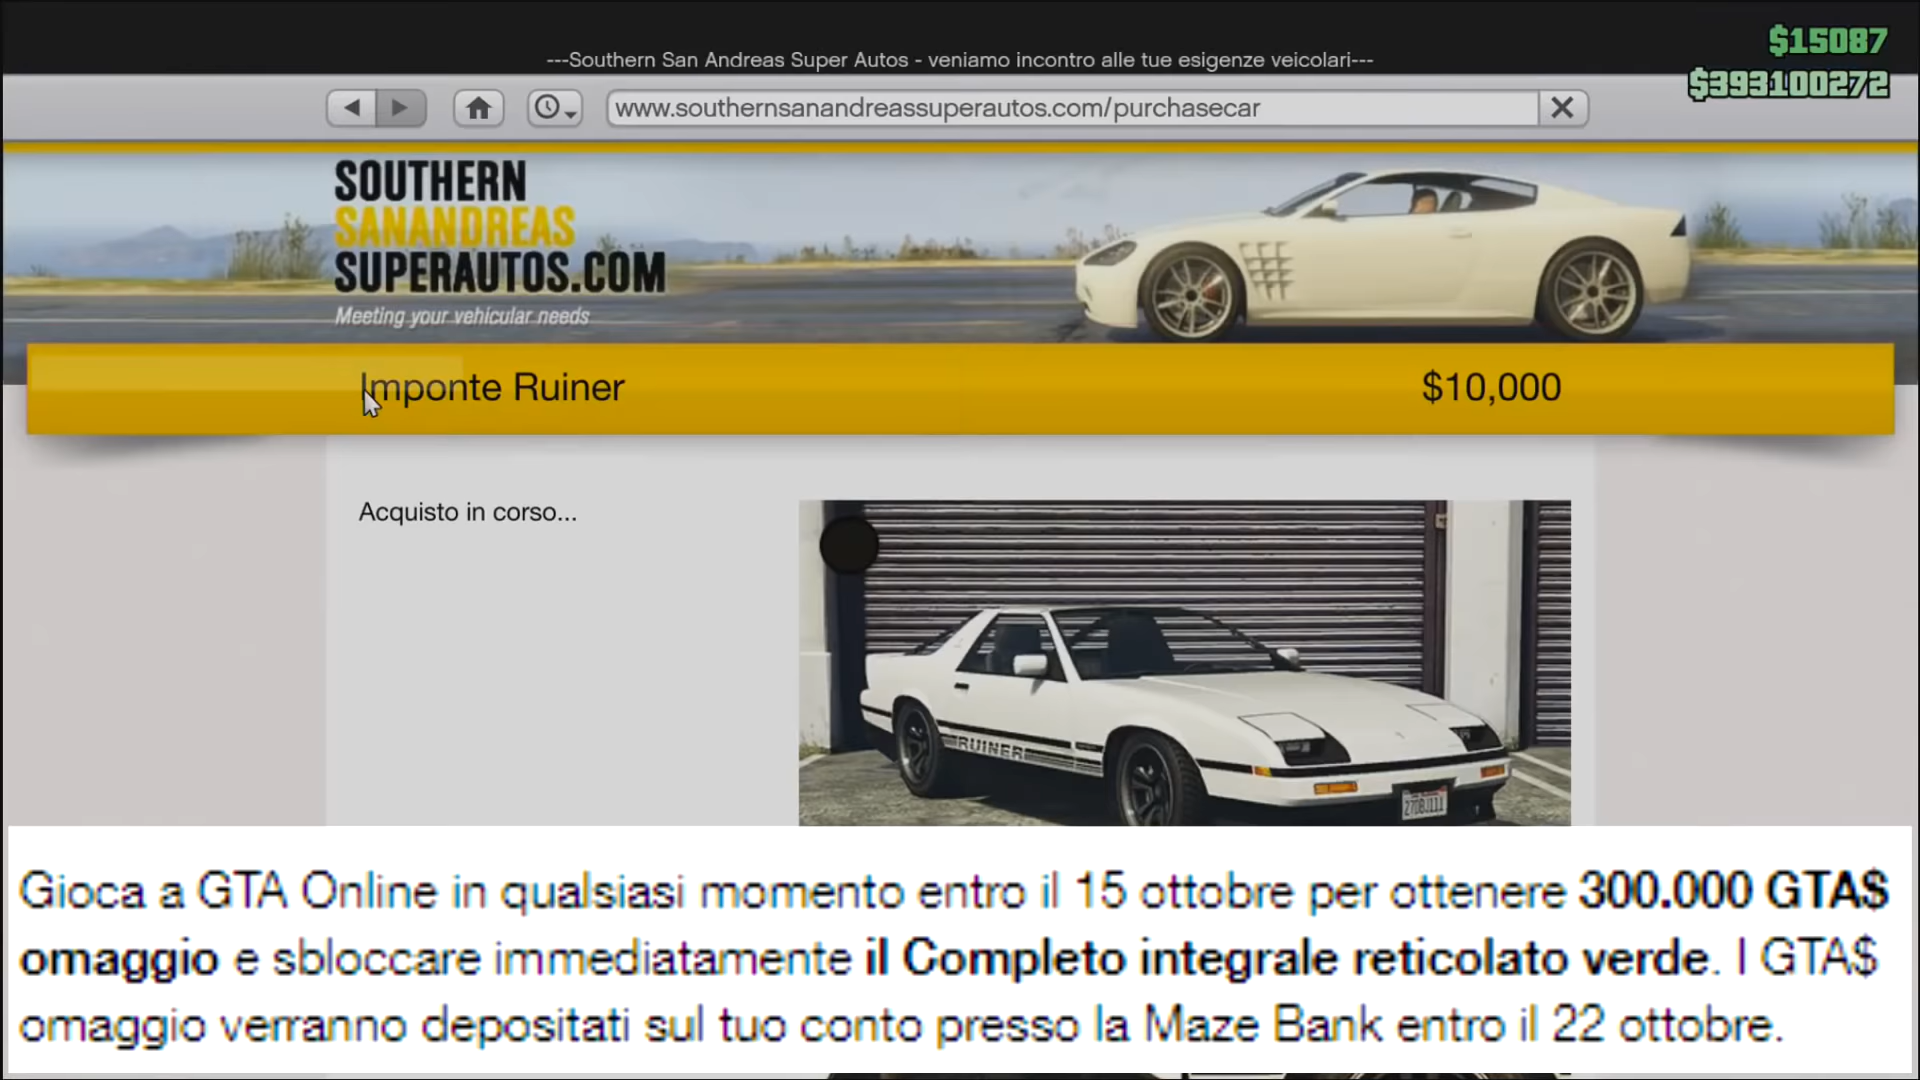 $15087
---Southern San Andreas Super Autos - veniamo incontro alle tue esigenze veicolari---
$393100272
www.southernsanandreassuperautos.com/purchasecar
SOUTHERN
SANANDREAS
SUPERAUTOS.COM
Meeting your vehicular needs
Imponte Ruiner
$10,000
Acquisto in corso...
RUINER
Gioca a GTA Online in qualsiasi momento entro il 15 ottobre per ottenere 300.000 GTA$
omaggio e sbloccare immediatamente il Completo integrale reticolato verde. I GTA$
omaggio verranno depositati sul tuo conto presso la Maze Bank entro il 22 ottobre.